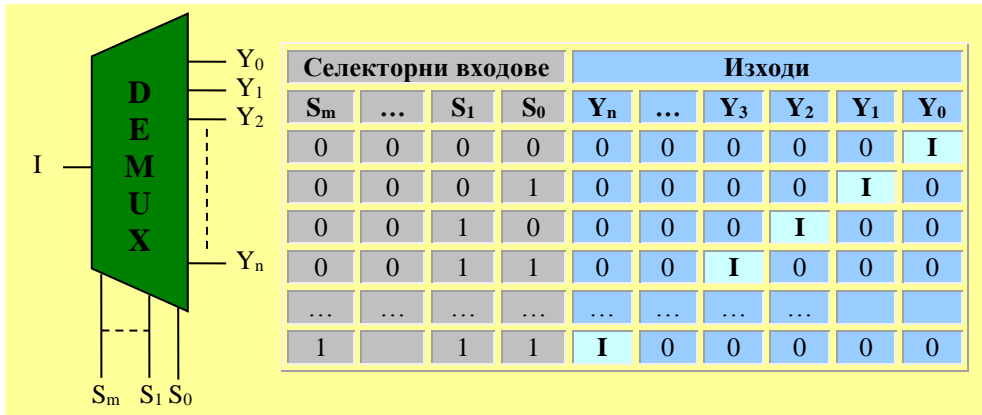 Y0
Y1
Y2
Yn
I
DEMUX
Sm S1 S0
Селекторни входове Изходи
Sm … S1 S0 Yn … Y3 Y2 Y1 Y0
0 0 0 0 0 0 0 0 0 I
0 0 0 1 0 0 0 0 I 0
0 0 1 0 0 0 0 I 0 0
0 0 1 1 0 0 I 0 0 0
… … … … … … … …
1 1 1 I 0 0 0 0 0